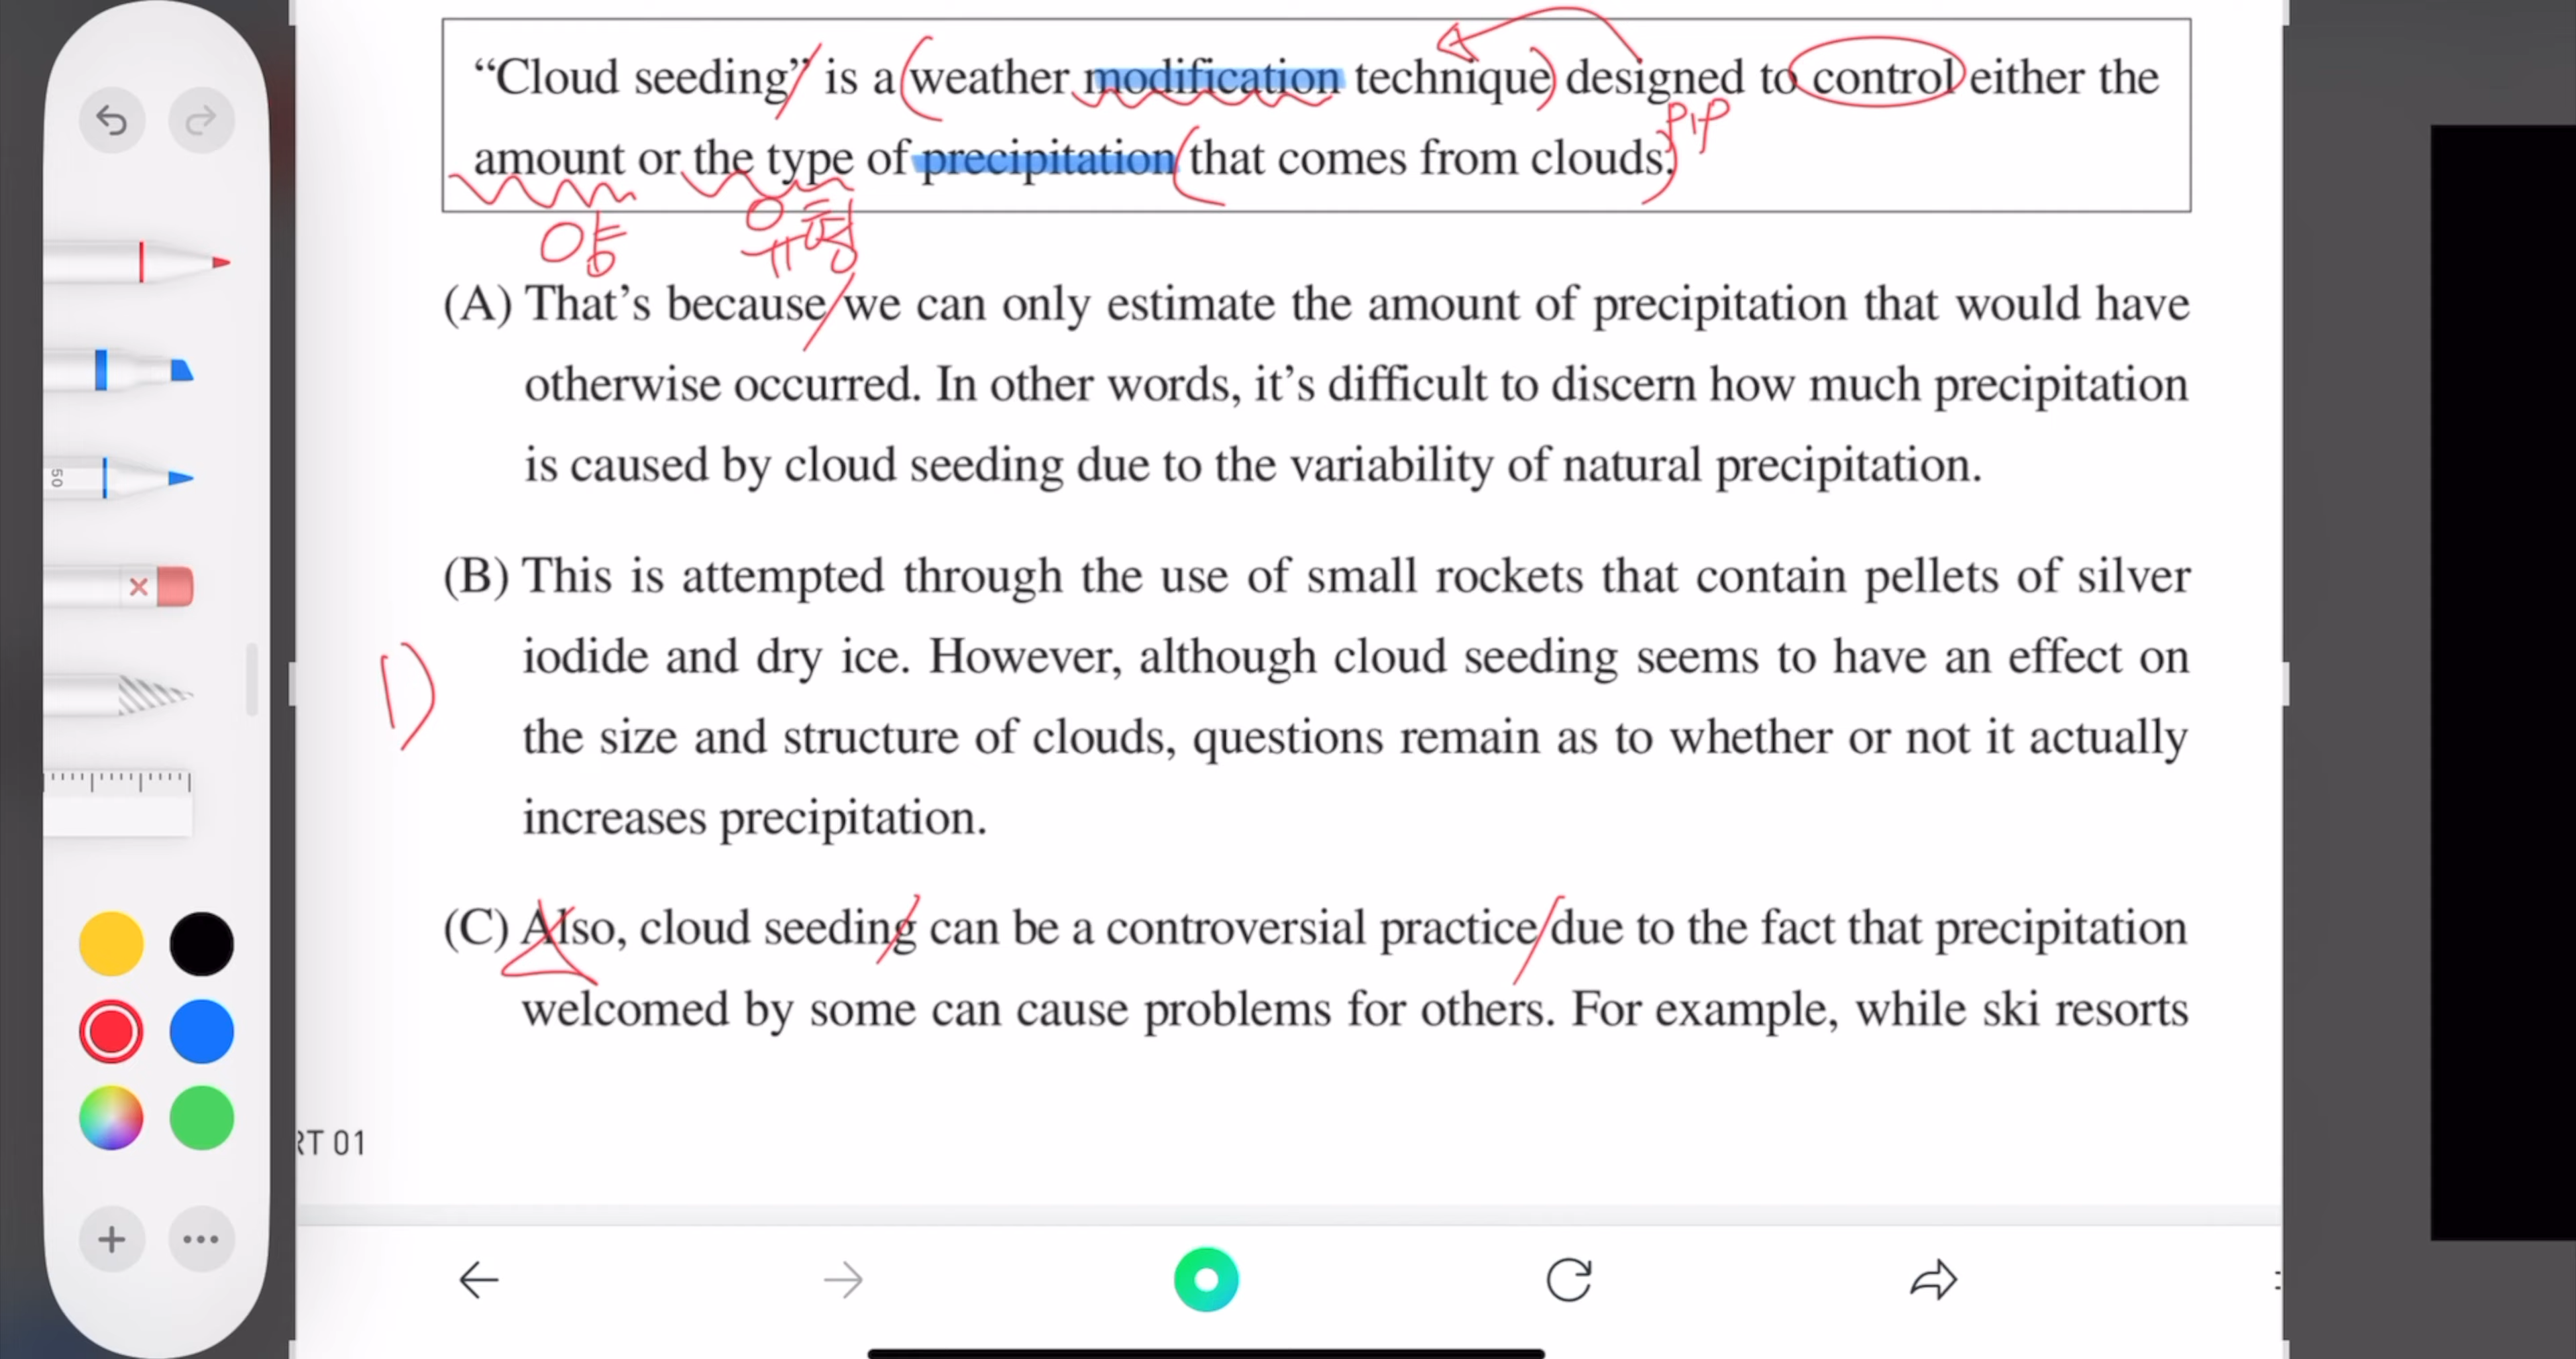 “Cloud seeding” is a weather modification technique designed to control either the
amount or the type of precipitation that comes from clouds.
양
유형
(A) That’s because we can only estimate the amount of precipitation that would have
otherwise occurred. In other words, it’s difficult to discern how much precipitation
is caused by cloud seeding due to the variability of natural precipitation.
(B) This is attempted through the use of small rockets that contain pellets of silver
iodide and dry ice. However, although cloud seeding seems to have an effect on
the size and structure of clouds, questions remain as to whether or not it actually
increases precipitation.
(C) Also, cloud seeding can be a controversial practice due to the fact that precipitation
welcomed by some can cause problems for others. For example, while ski resorts
RT 01
50